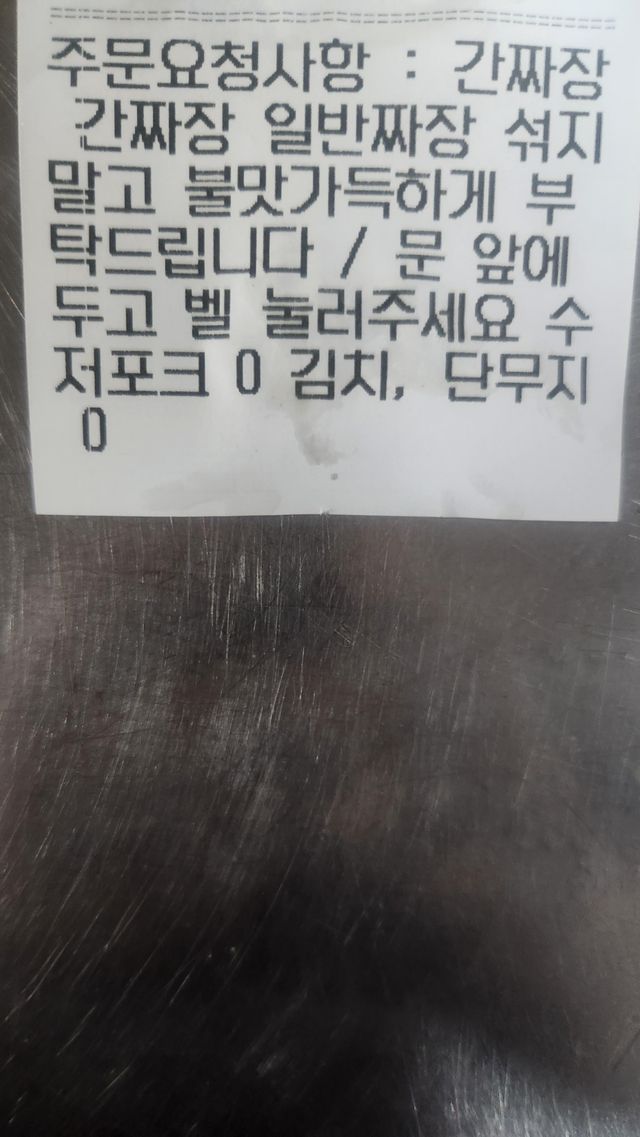 주문요청사항 : 간짜장
간짜장 일반짜장 섞지
말고 불맛가득하게 부
탁드립니다 / 문 앞에
두고 벨 눌러주세요 수
저포크 0 김치, 단무지
0